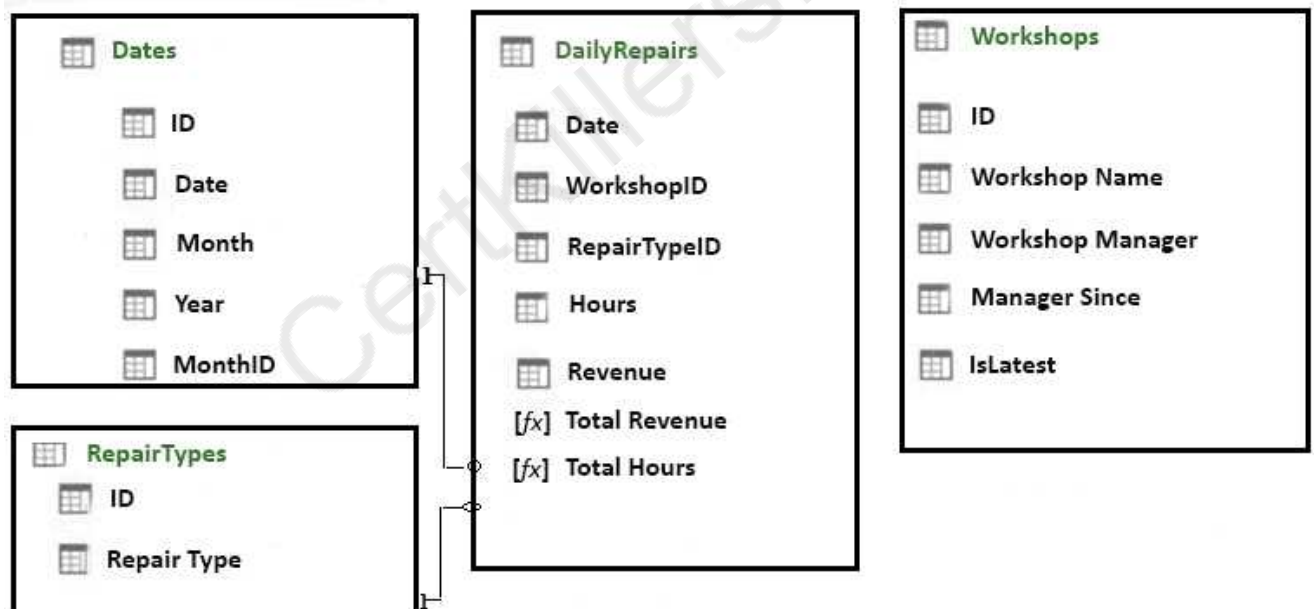 Dates
ID
Date
Month
Year
MonthID
RepairTypes
ID
Repair Type
DailyRepairs
Date
WorkshopID
RepairTypeID
Hours
Revenue
[fx] Total Revenue
[fx] Total Hours
Workshops
ID
Workshop Name
Workshop Manager
Manager Since
IsLatest
CertKillers